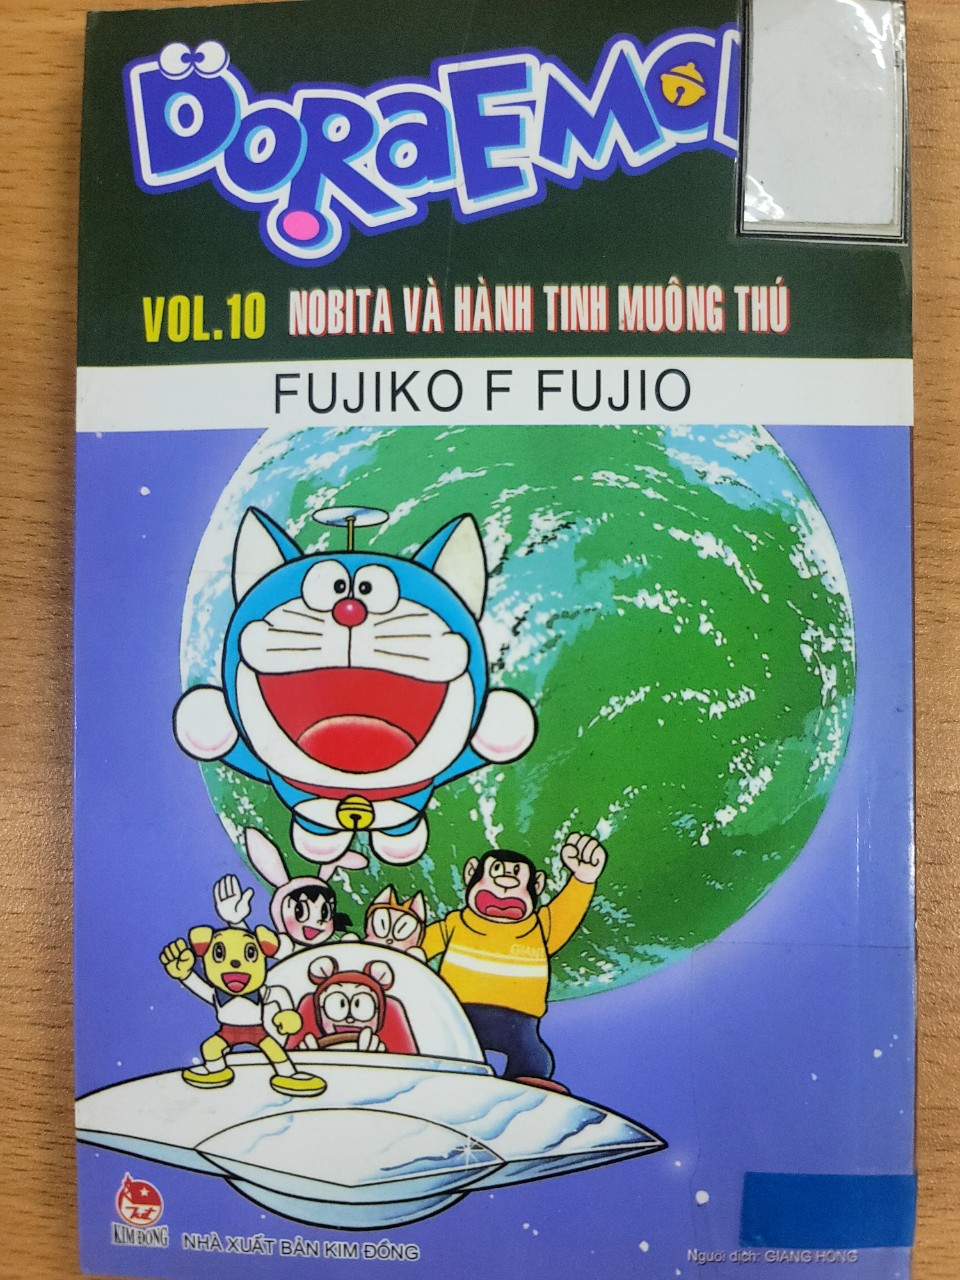 DORAEMON
VOL.10 NOBITA VÀ HÀNH TINH MUÔNG THÚ
FUJIKO F FUJIO
GIANT
KIM ĐỒNG
NHÀ XUẤT BẢN KIM ĐỒNG
Người dịch: GIANG HỒNG